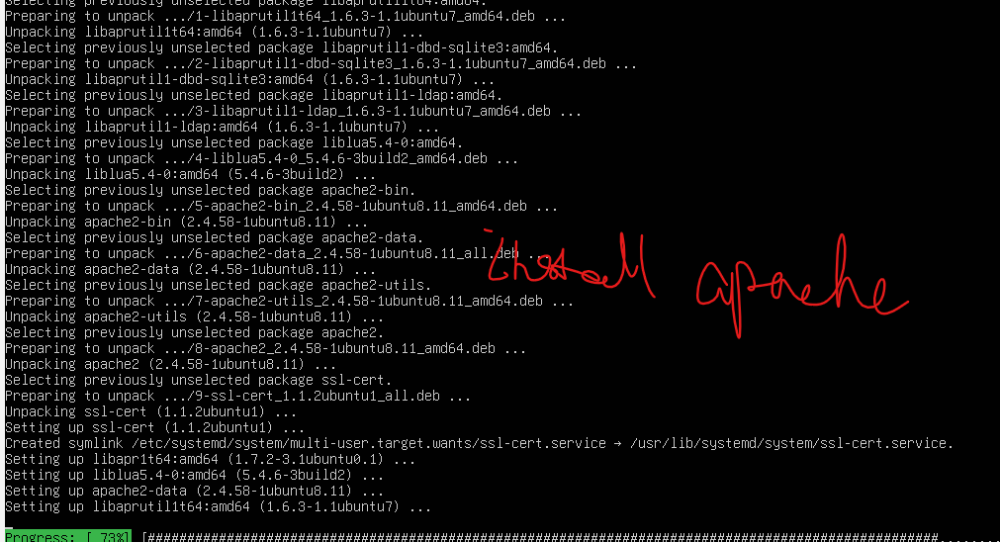 Selecting previously unselected package libaprutil1t64:amd64.
Preparing to unpack .../1-libaprutil1t64_1.6.3-1.1ubuntu7_amd64.deb ...
Unpacking libaprutil1t64:amd64 (1.6.3-1.1ubuntu7) ...
Selecting previously unselected package libaprutil1-dbd-sqlite3:amd64.
Preparing to unpack .../2-libaprutil1-dbd-sqlite3_1.6.3-1.1ubuntu7_amd64.deb ...
Unpacking libaprutil1-dbd-sqlite3:amd64 (1.6.3-1.1ubuntu7) ...
Selecting previously unselected package libaprutil1-ldap:amd64.
Preparing to unpack .../3-libaprutil1-ldap_1.6.3-1.1ubuntu7_amd64.deb ...
Unpacking libaprutil1-ldap:amd64 (1.6.3-1.1ubuntu7) ...
Selecting previously unselected package liblua5.4-0:amd64.
Preparing to unpack .../4-liblua5.4-0_5.4.6-3build2_amd64.deb ...
Unpacking liblua5.4-0:amd64 (5.4.6-3build2) ...
Selecting previously unselected package apache2-bin.
Preparing to unpack .../5-apache2-bin_2.4.58-1ubuntu8.11_amd64.deb ...
Unpacking apache2-bin (2.4.58-1ubuntu8.11) ...
Selecting previously unselected package apache2-data.
Preparing to unpack .../6-apache2-data_2.4.58-1ubuntu8.11_all.deb ...
Unpacking apache2-data (2.4.58-1ubuntu8.11) ...
install apache
Selecting previously unselected package apache2-utils.
Preparing to unpack .../7-apache2-utils_2.4.58-1ubuntu8.11_amd64.deb ...
Unpacking apache2-utils (2.4.58-1ubuntu8.11) ...
Selecting previously unselected package apache2.
Preparing to unpack .../8-apache2_2.4.58-1ubuntu8.11_amd64.deb ...
Unpacking apache2 (2.4.58-1ubuntu8.11) ...
Selecting previously unselected package ssl-cert.
Preparing to unpack .../9-ssl-cert_1.1.2ubuntu1_all.deb ...
Unpacking ssl-cert (1.1.2ubuntu1) ...
Setting up ssl-cert (1.1.2ubuntu1) ...
Created symlink /etc/systemd/system/multi-user.target.wants/ssl-cert.service → /usr/lib/systemd/system/ssl-cert.service.
Setting up libapr1t64:amd64 (1.7.2-3.1ubuntu0.1) ...
Setting up liblua5.4-0:amd64 (5.4.6-3build2) ...
Setting up apache2-data (2.4.58-1ubuntu8.11) ...
Setting up libaprutil1t64:amd64 (1.6.3-1.1ubuntu7) ...
Progress: [ 73%]